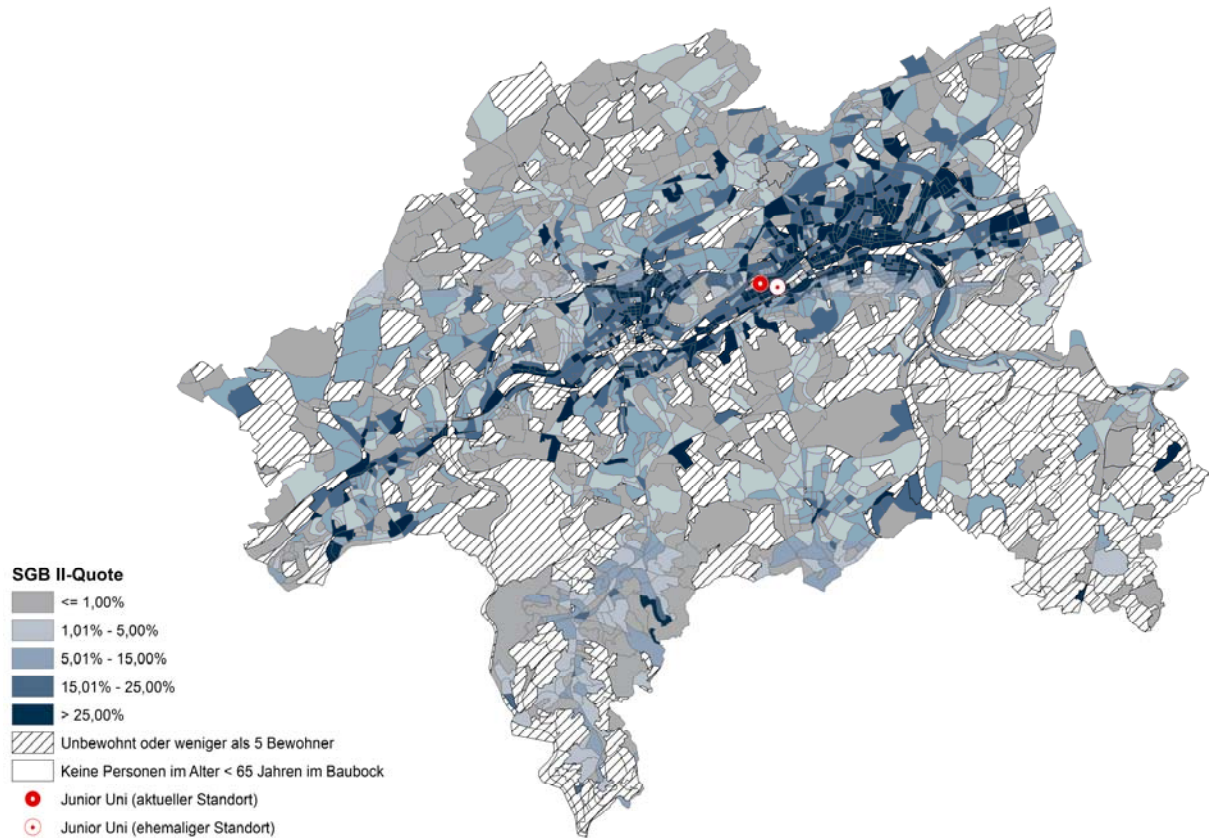 SGB II-Quote
<= 1,00%
1,01% - 5,00%
5,01% - 15,00%
15,01% - 25,00%
> 25,00%
Unbewohnt oder weniger als 5 Bewohner
Keine Personen im Alter < 65 Jahren im Baubock
Junior Uni (aktueller Standort)
Junior Uni (ehemaliger Standort)